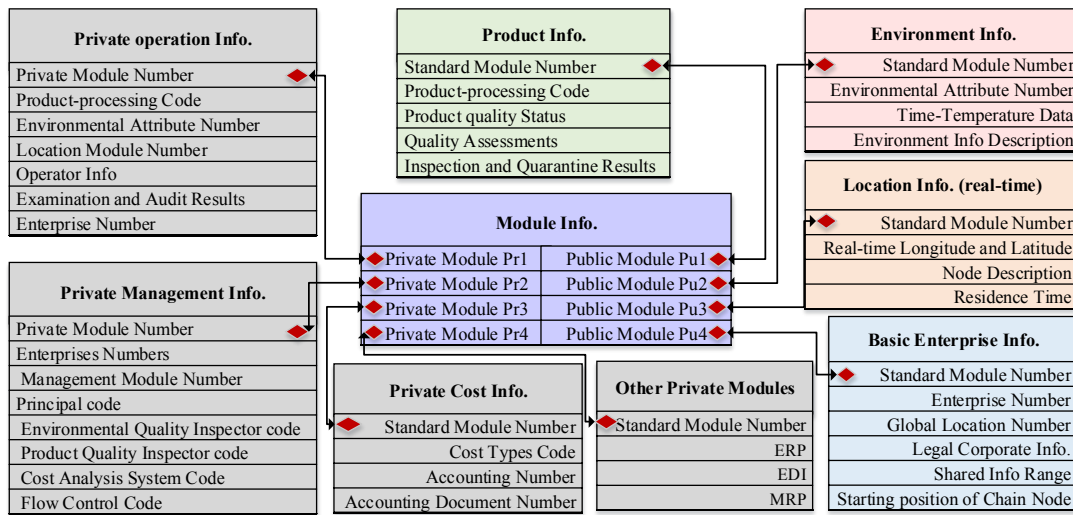 Private operation Info.
Private Module Number
Product-processing Code
Environmental Attribute Number
Location Module Number
Operator Info
Examination and Audit Results
Enterprise Number
Product Info.
Standard Module Number
Product-processing Code
Product quality Status
Quality Assessments
Inspection and Quarantine Results
Environment Info.
Standard Module Number
Environmental Attribute Number
Time-Temperature Data
Environment Info Description
Location Info. (real-time)
Standard Module Number
Real-time Longitude and Latitude
Node Description
Residence Time
Module Info.
Private Module Pr1 Public Module Pu1
Private Module Pr2 Public Module Pu2
Private Module Pr3 Public Module Pu3
Private Module Pr4 Public Module Pu4
Private Management Info.
Private Module Number
Enterprises Numbers
Management Module Number
Principal code
Environmental Quality Inspector code
Product Quality Inspector code
Cost Analysis System Code
Flow Control Code
Private Cost Info.
Standard Module Number
Cost Types Code
Accounting Number
Accounting Document Number
Other Private Modules
Standard Module Number
ERP
EDI
MRP
Basic Enterprise Info.
Standard Module Number
Enterprise Number
Global Location Number
Legal Corporate Info.
Shared Info Range
Starting position of Chain Node